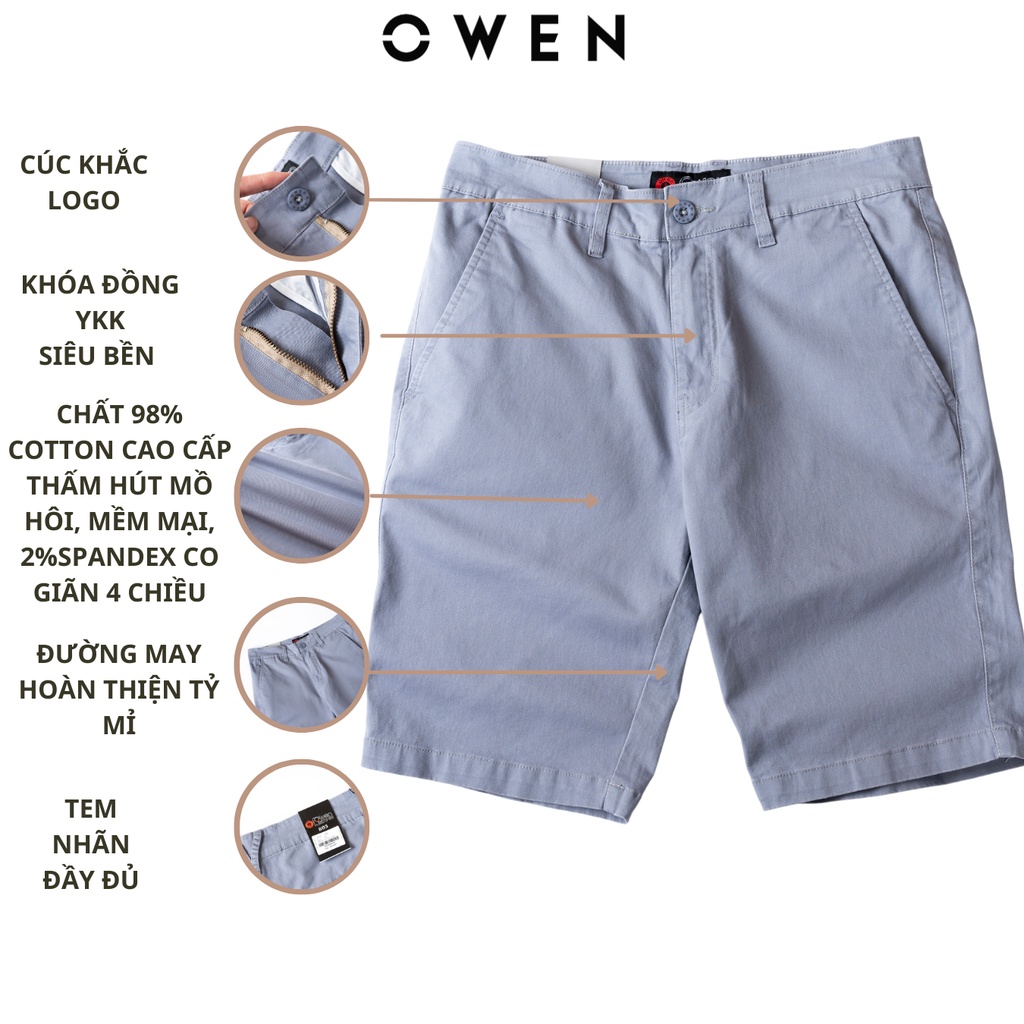 OWEN
CÚC KHẮC
LOGO
KHÓA ĐỒNG
YKK
SIÊU BỀN
CHẤT 98%
COTTON CAO CẤP
THẤM HÚT MỒ
HÔI, MỀM MẠI,
2%SPANDEX CO
GIÃN 4 CHIỀU
ĐƯỜNG MAY
HOÀN THIỆN TỶ
MỈ
TEM
NHÃN
ĐẦY ĐỦ